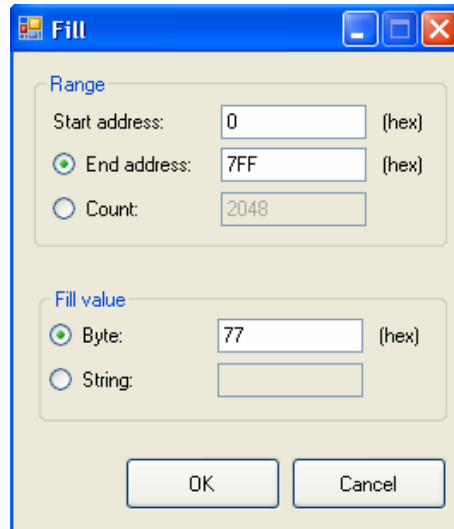 Fill
Range
Start address: 0 (hex)
End address: 7FF (hex)
Count: 2048
Fill value
Byte: 77 (hex)
String:
OK Cancel